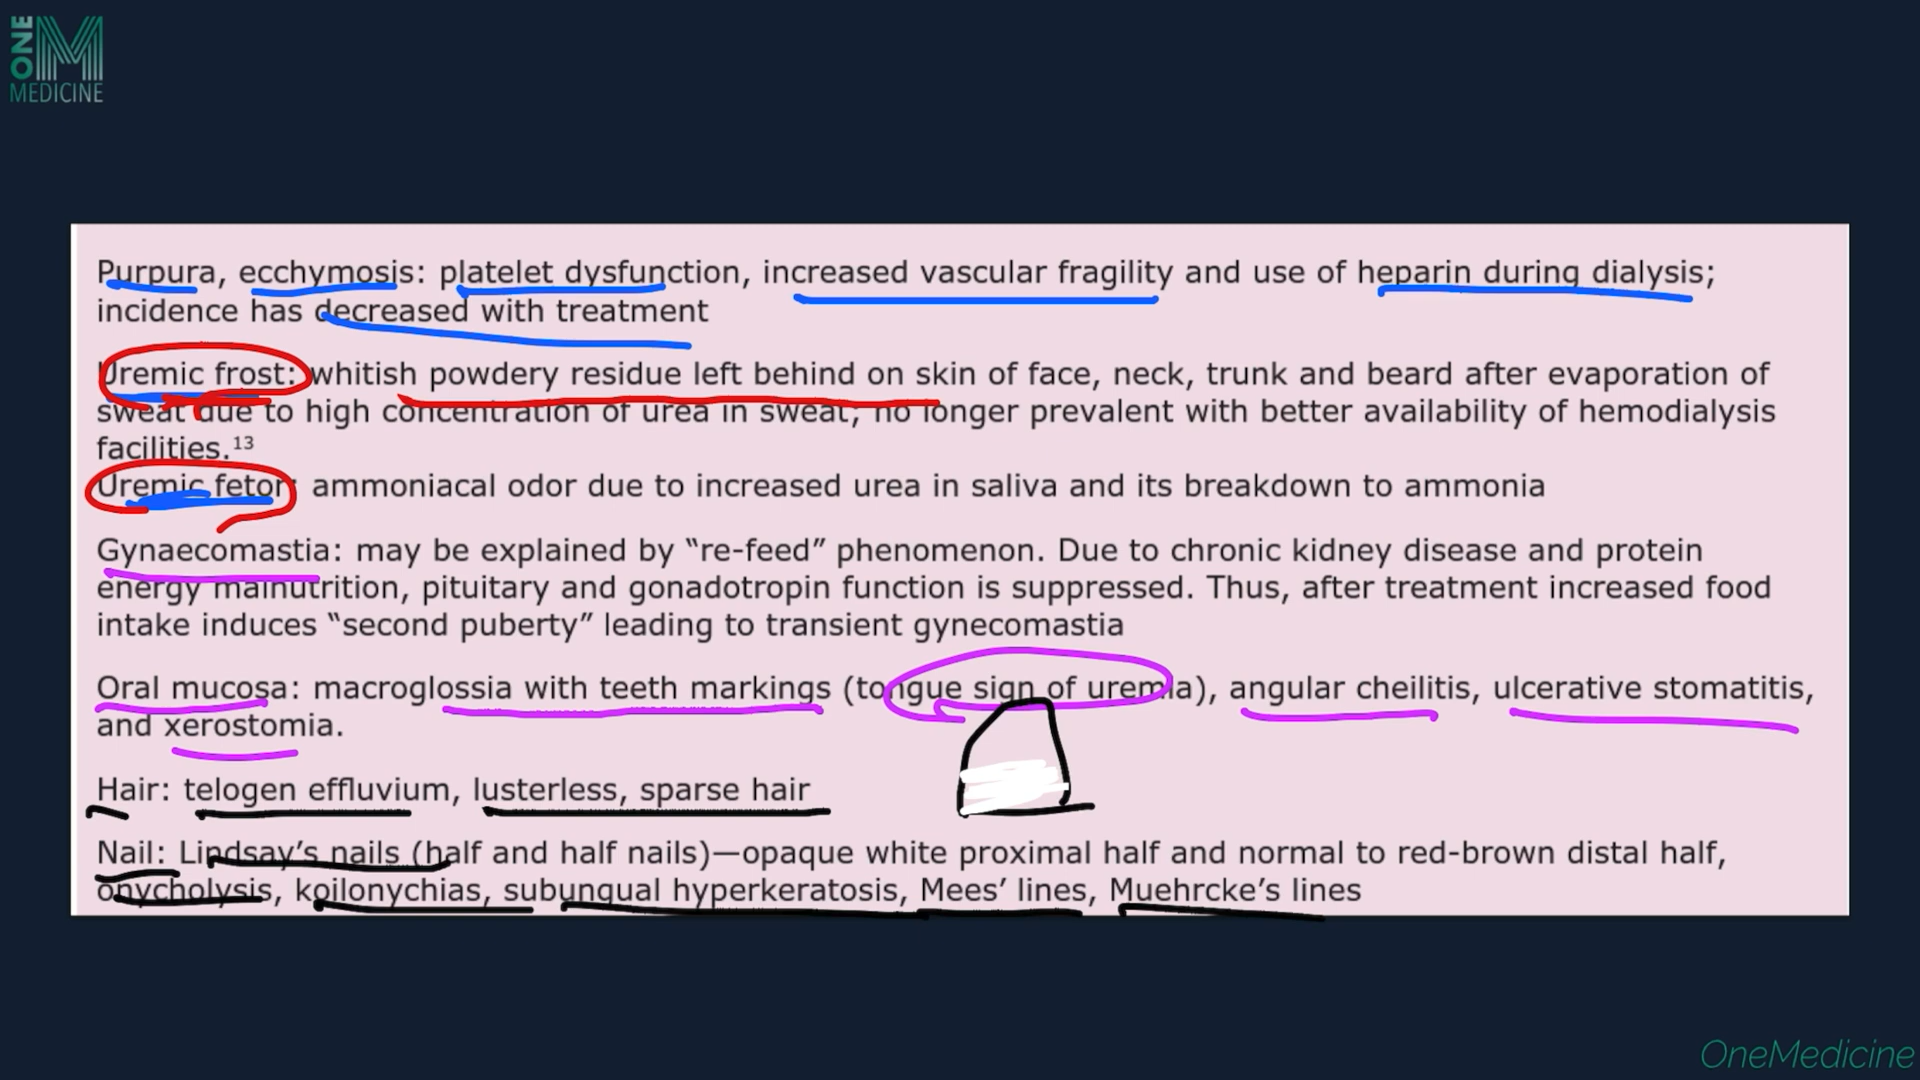 ONE
M
MEDICINE
Purpura, ecchymosis: platelet dysfunction, increased vascular fragility and use of heparin during dialysis;
incidence has decreased with treatment
Uremic frost: whitish powdery residue left behind on skin of face, neck, trunk and beard after evaporation of
sweat due to high concentration of urea in sweat, no longer prevalent with better availability of hemodialysis
facilities.13
Uremic fetor: ammoniacal odor due to increased urea in saliva and its breakdown to ammonia
Gynaecomastia: may be explained by “re-feed” phenomenon. Due to chronic kidney disease and protein
energy malnutrition, pituitary and gonadotropin function is suppressed. Thus, after treatment increased food
intake induces “second puberty” leading to transient gynecomastia
Oral mucosa: macroglossia with teeth markings (tongue sign of uremia), angular cheilitis, ulcerative stomatitis,
and xerostomia.
Hair: telogen effluvium, lusterless, sparse hair
Nail: Lindsay’s nails (half and half nails)—opaque white proximal half and normal to red-brown distal half,
onycholysis, koilonychias, subungual hyperkeratosis, Mees’ lines, Muehrcke’s lines
OneMedicine